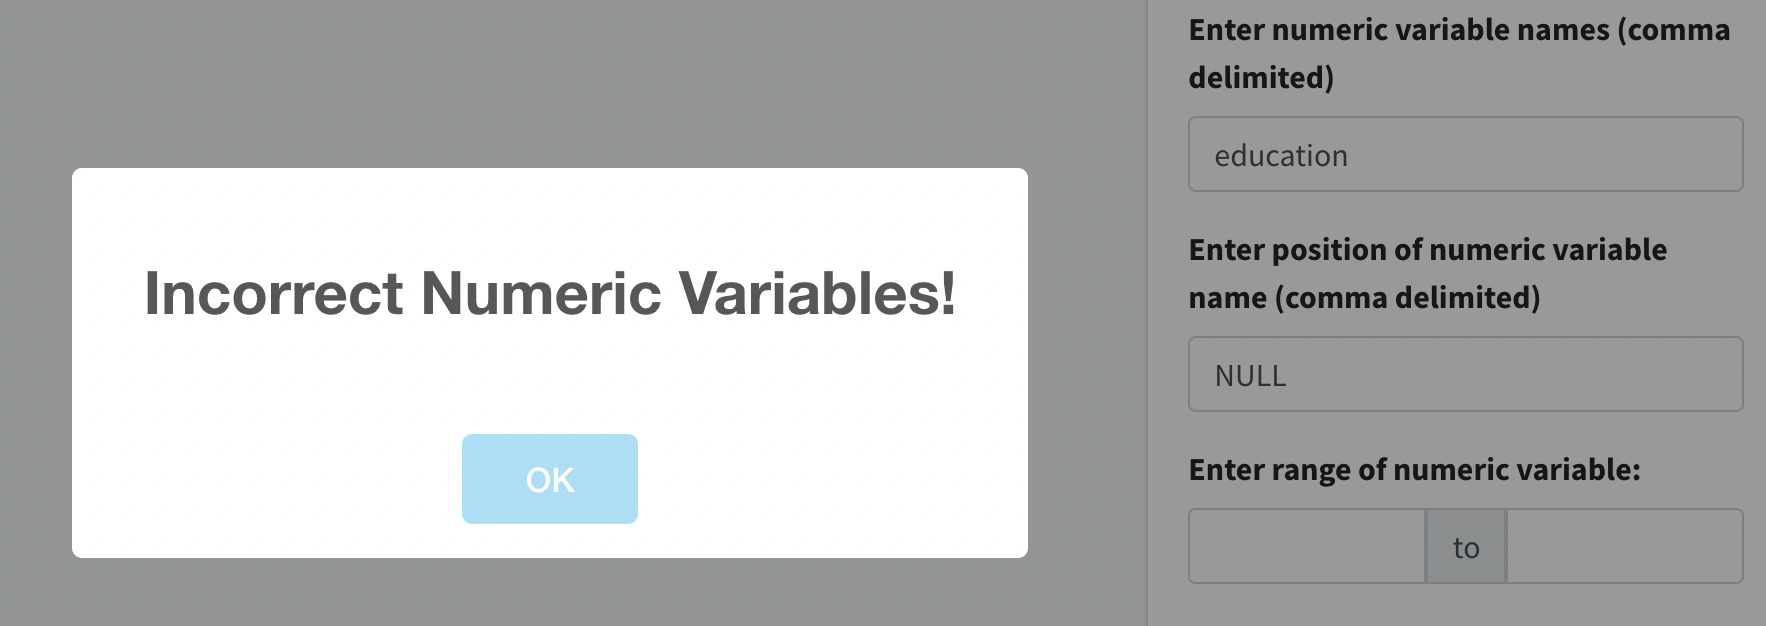 Incorrect Numeric Variables!
OK
Enter numeric variable names (comma
delimited)
education
Enter position of numeric variable
name (comma delimited)
NULL
Enter range of numeric variable:
to